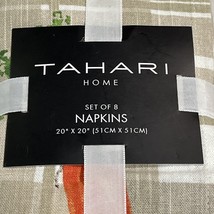 TAHARI
HOME
SET OF 8
NAPKINS
20" X 20" (51CM X 51CM)